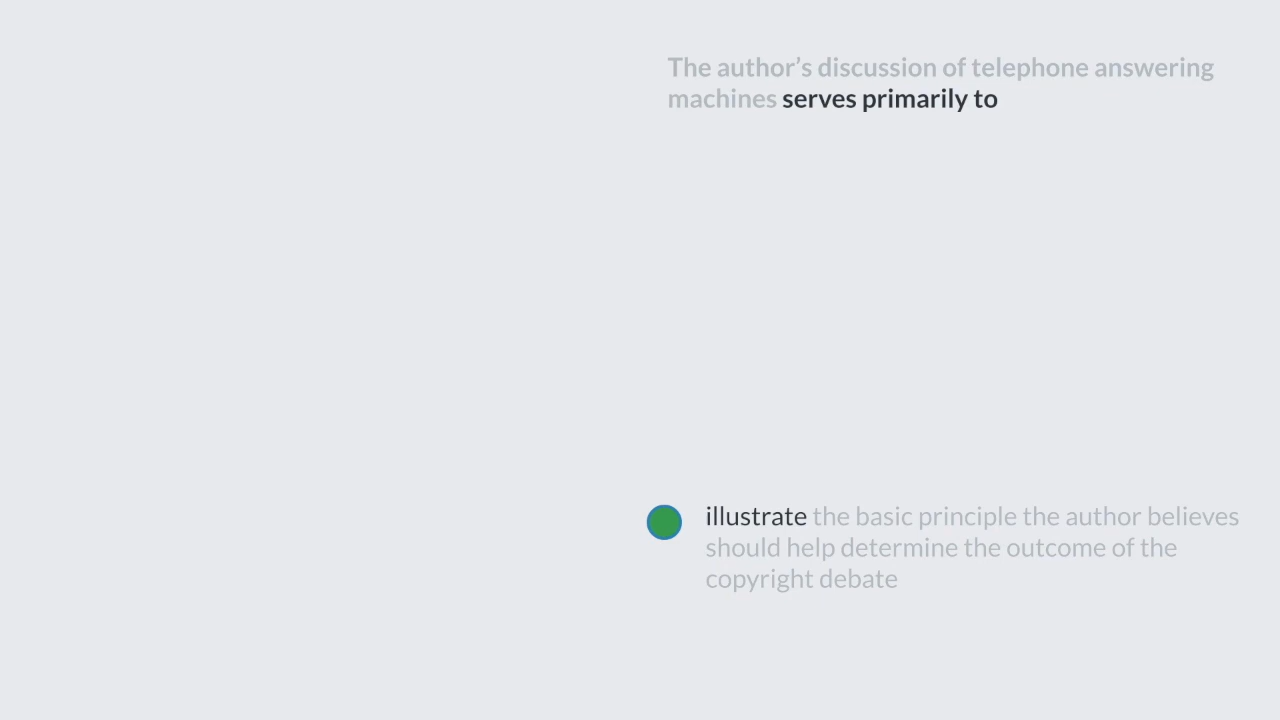 The author’s discussion of telephone answering
machines serves primarily to
illustrate the basic principle the author believes
should help determine the outcome of the
copyright debate